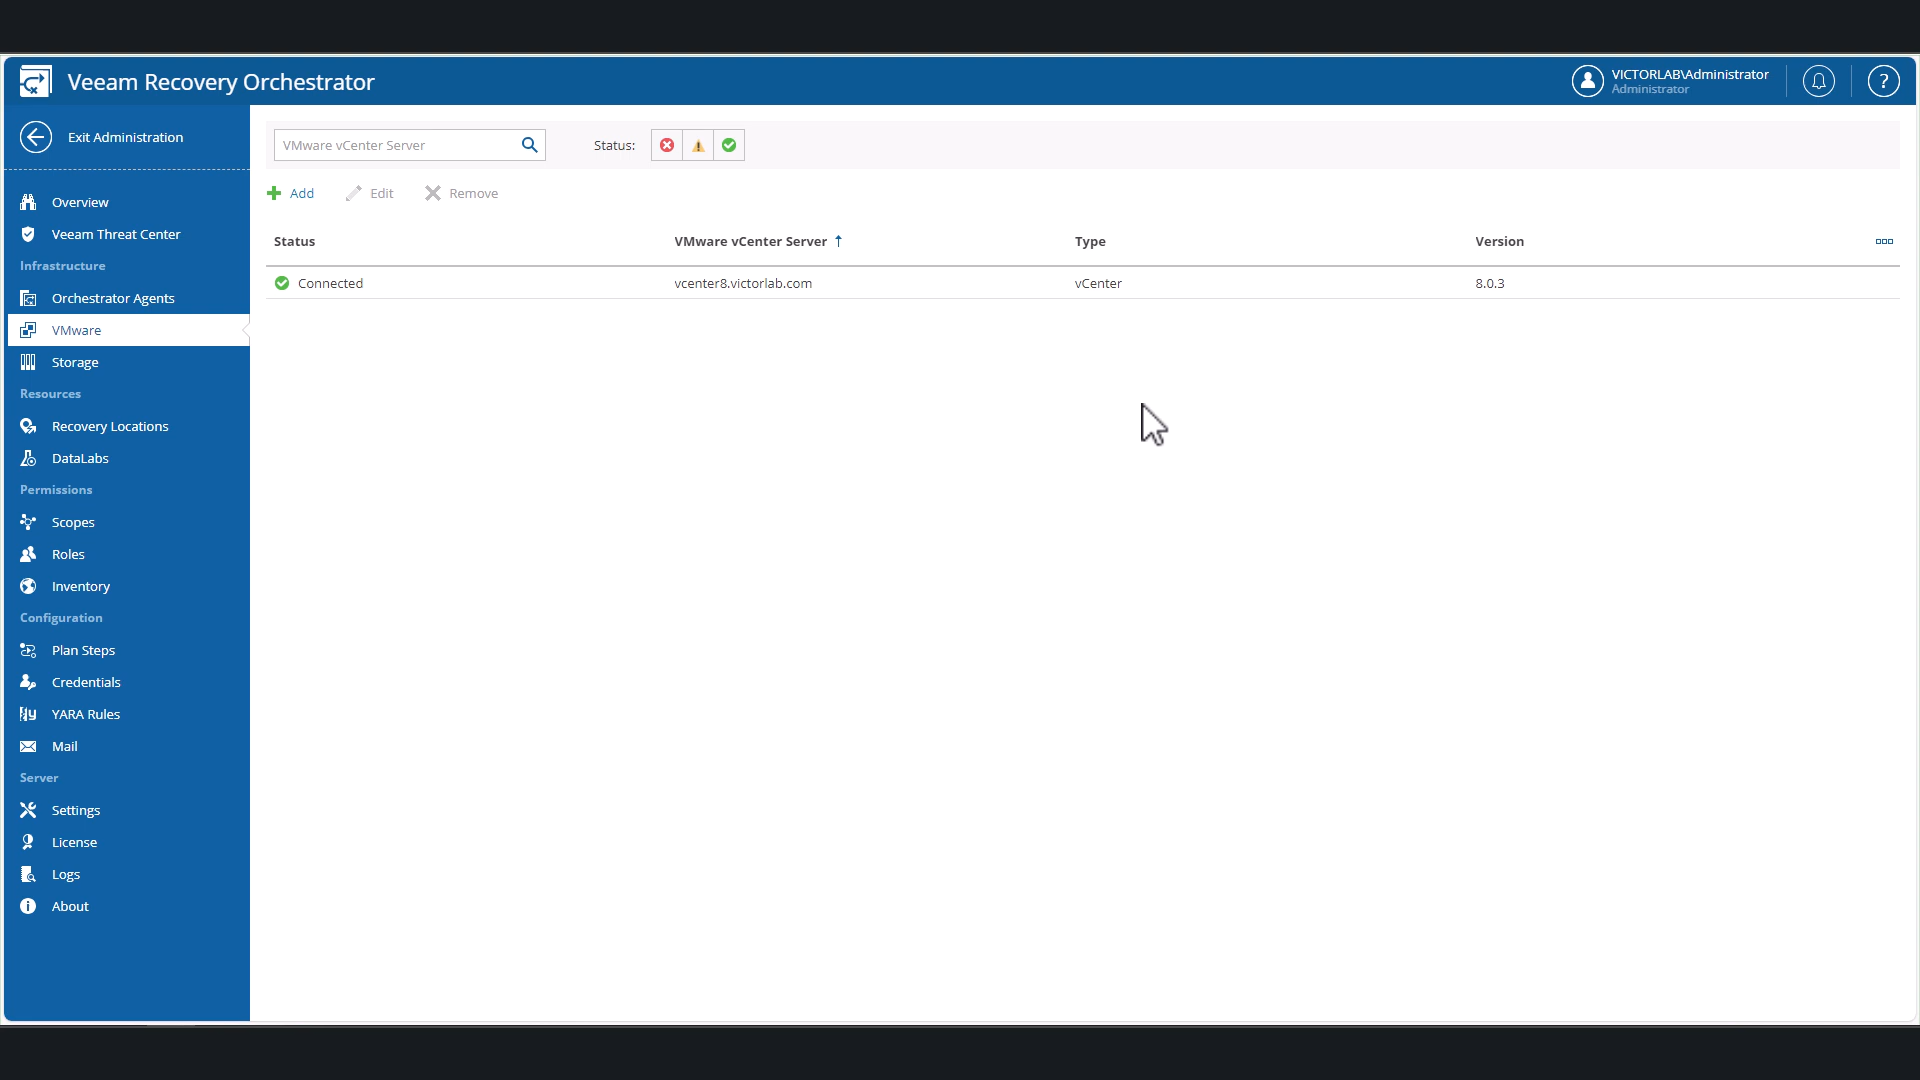 Veeam Recovery Orchestrator
VICTORLAB\Administrator
Administrator
?
Exit Administration
VMware vCenter Server
Status:
Add
Edit
Remove
Overview
Veeam Threat Center
Infrastructure
Orchestrator Agents
VMware
Storage
Resources
Recovery Locations
DataLabs
Permissions
Scopes
Roles
Inventory
Configuration
Plan Steps
Credentials
YARA Rules
Mail
Server
Settings
License
Logs
About
Status VMware vCenter Server ↑ Type Version
Connected vcenter8.victorlab.com vCenter 8.0.3